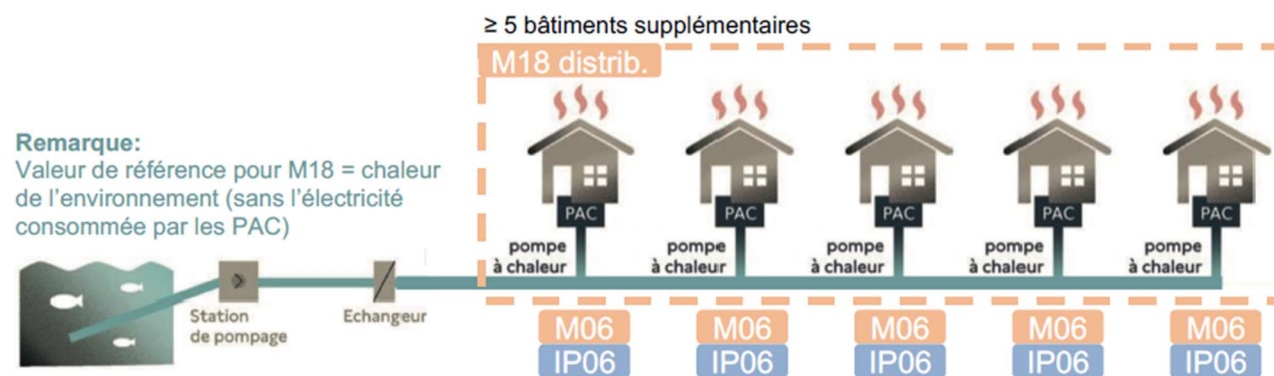 ≥ 5 bâtiments supplémentaires
M18 distrib.
Remarque:
Valeur de référence pour M18 = chaleur
de l'environnement (sans l'électricité
consommée par les PAC)
PAC PAC PAC PAC PAC
pompe pompe pompe pompe pompe
à chaleur à chaleur à chaleur à chaleur à chaleur
Station
de pompage
Echangeur
M06 M06 M06 M06 M06
IP06 IP06 IP06 IP06 IP06